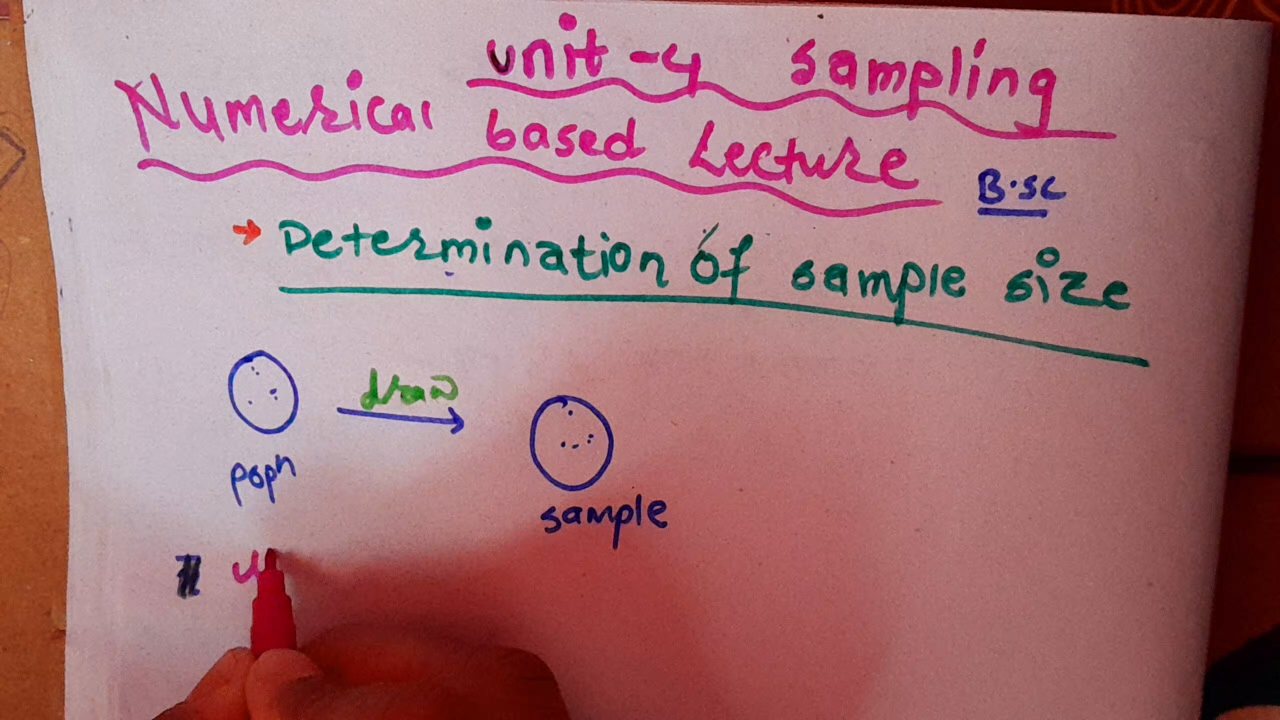 unit-4 sampling
Numerical based Lecture
B.sc
→ Determination of sample size
draw
popn
sample